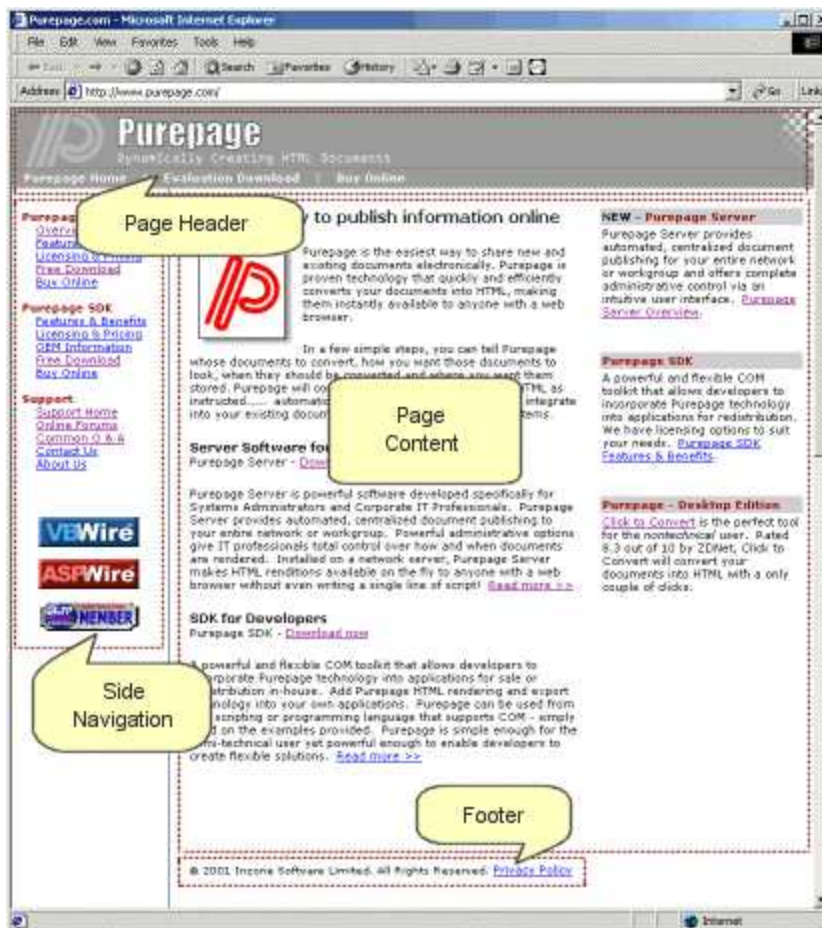 Purepage.com - Microsoft Internet Explorer
File Edit View Favorites Tools Help
Search Favorites History
Address http://www.purepage.com/ Go Links
Purepage
Dynamically Creating HTML Documents
Purepage Home Evaluation Download | Buy Online
Page Header
Features
Licensing & Pricing
Free Download
Buy Online
Purepage SDK
Features & Benefits
Licensing & Pricing
OEM Information
Free Download
Buy Online
Support
Support Home
Online Forums
Common Q & A
Contact Us
About Us
VBWire
ASPWire
MEMBER
Side
Navigation
to publish information online
Purepage is the easiest way to share new and
existing documents electronically. Purepage is
proven technology that quickly and efficiently
converts your documents into HTML, making
them instantly available to anyone with a web
browser.
In a few simple steps, you can tell Purepage
whose documents to convert, how you want those documents to
look, when they should be converted and where you want them
stored. Purepage will HTML, as
instructed..... integrate
into your existing
Page
Content
Server Software
Purepage Server -
Purepage Server is powerful software developed specifically for
Systems Administrators and Corporate IT Professionals. Purepage
Server provides automated, centralized document publishing to
your entire network or workgroup. Powerful administrative options
give IT professionals total control over how and when documents
are rendered. Installed on a network server, Purepage Server
makes HTML renditions available on the fly to anyone with a web
browser without even writing a single line of script! Read more >>
SDK for Developers
Purepage SDK - Download now
A powerful and flexible COM toolkit that allows developers to
Purepage technology into applications for sale or
in-house. Add Purepage HTML rendering and export
into your own applications. Purepage can be used from
scripting or programming language that supports COM - simply
on the examples provided. Purepage is simple enough for the
user yet powerful enough to enable developers to
create flexible solutions. Read more >>
NEW - Purepage Server
Purepage Server provides
automated, centralized document
publishing for your entire network
or workgroup and offers complete
administrative control via an
intuitive user interface. Purepage
Server Overview.
Purepage SDK
A powerful and flexible COM
toolkit that allows developers to
incorporate Purepage technology
into applications for redistribution.
We have licensing options to suit
your needs. Purepage SDK
Features & Benefits.
Purepage - Desktop Edition
Click to Convert is the perfect tool
for the nontechnical user. Rated
8.3 out of 10 by ZDNet, Click to
Convert will convert your
documents into HTML with a only
couple of clicks.
Footer
© 2001 Inzone Software Limited. All Rights Reserved. Privacy Policy
Internet